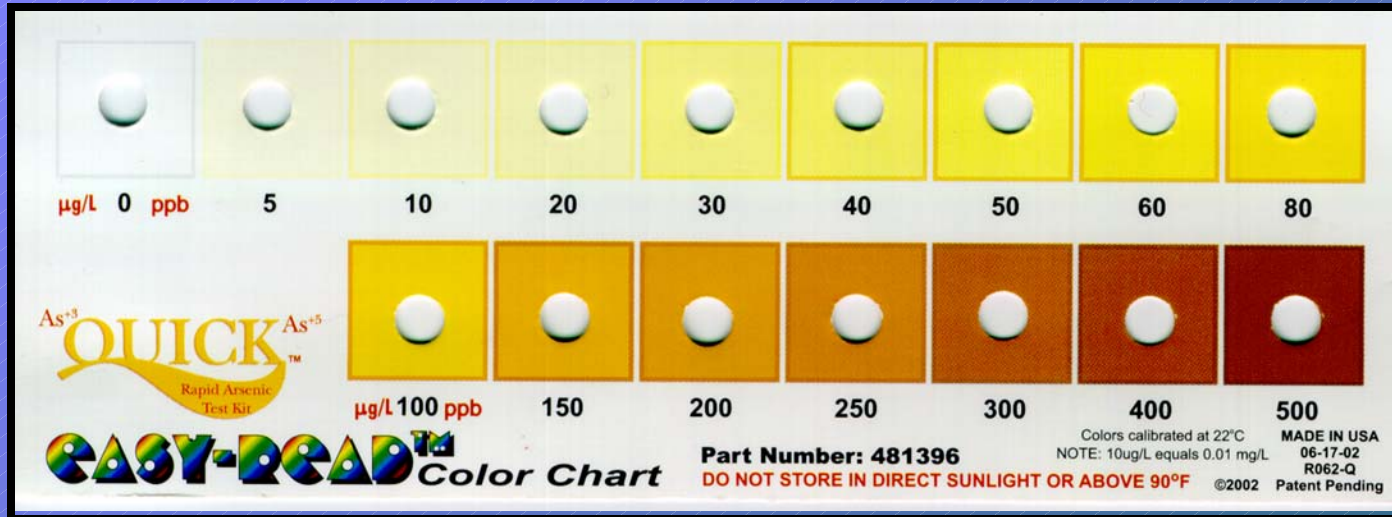 µg/L 0 ppb 5 10 20 30 40 50 60 80
As+3 QUICK As+5 ™
Rapid Arsenic
Test Kit
µg/L 100 ppb 150 200 250 300 400 500
EASY-READ™ Color Chart
Part Number: 481396
DO NOT STORE IN DIRECT SUNLIGHT OR ABOVE 90°F
Colors calibrated at 22°C
NOTE: 10ug/L equals 0.01 mg/L
©2002
MADE IN USA
06-17-02
R062-Q
Patent Pending